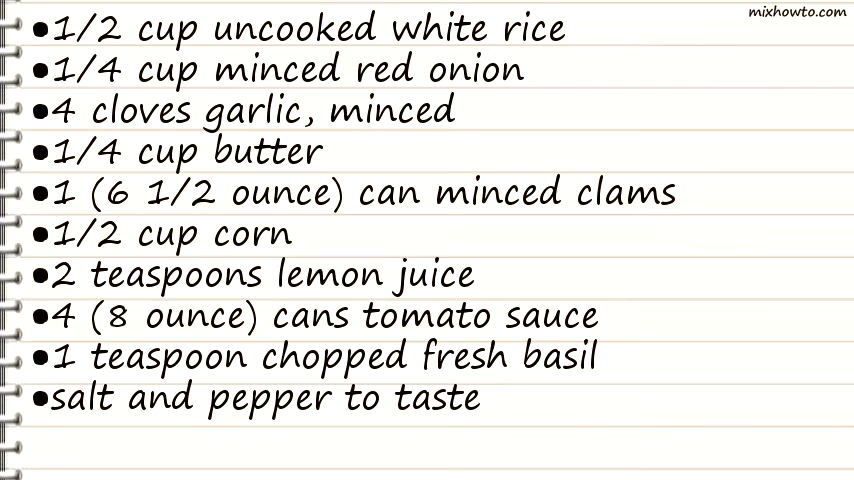 mixhowto.com
•1/2 cup uncooked white rice
•1/4 cup minced red onion
•4 cloves garlic, minced
•1/4 cup butter
•1 (6 1/2 ounce) can minced clams
•1/2 cup corn
•2 teaspoons lemon juice
•4 (8 ounce) cans tomato sauce
•1 teaspoon chopped fresh basil
•salt and pepper to taste